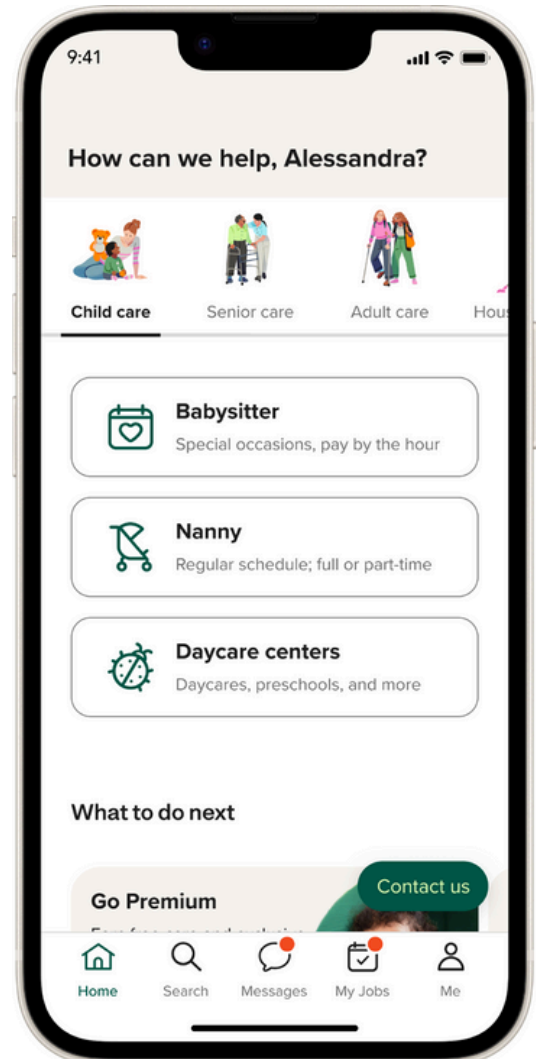 9:41
How can we help, Alessandra?
Child care
Senior care
Adult care
Hou
Babysitter
Special occasions, pay by the hour
Nanny
Regular schedule; full or part-time
Daycare centers
Daycares, preschools, and more
What to do next
Go Premium
Contact us
Home
Search
Messages
My Jobs
Me